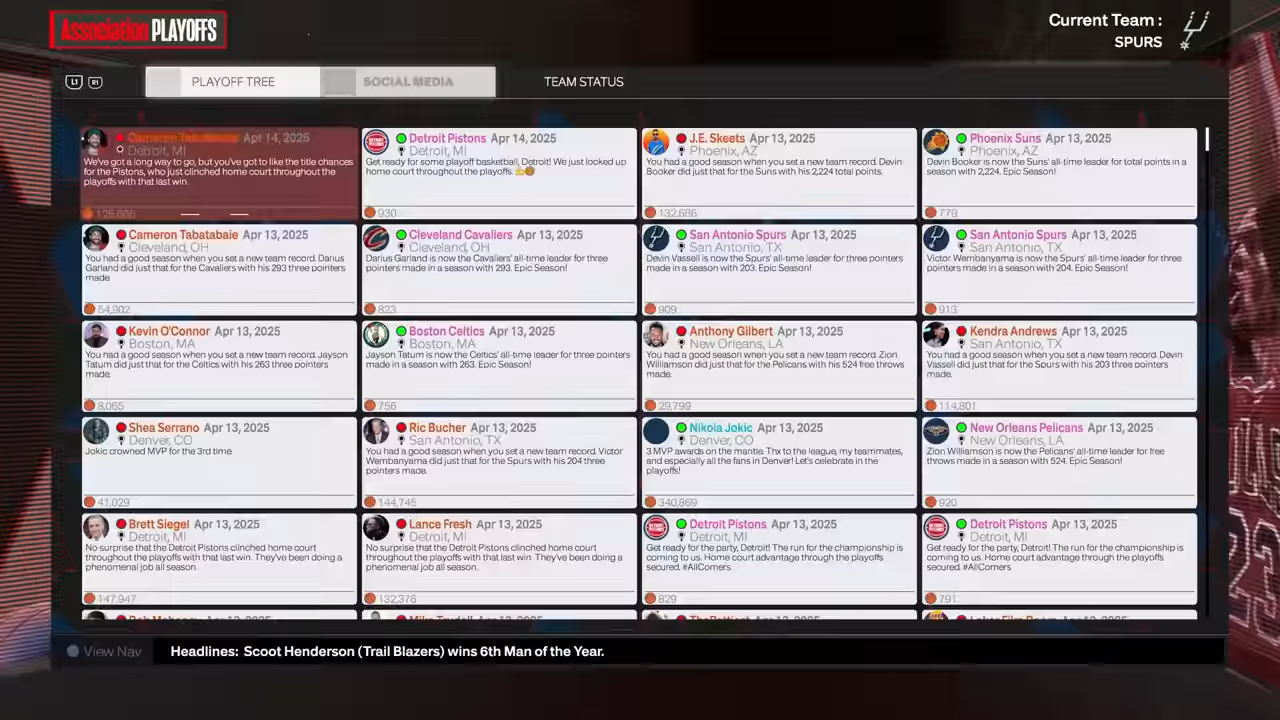 Association PLAYOFFS
Current Team :
SPURS
L1 R1
PLAYOFF TREE
SOCIAL MEDIA
TEAM STATUS
Cameron Tabatabaie Apr 14, 2025
Detroit, MI
We've got a long way to go, but you've got to like the title chances
for the Pistons, who just clinched home court throughout the
playoffs with that last win.
Detroit Pistons Apr 14, 2025
Detroit, MI
Get ready for some playoff basketball, Detroit! We just locked up
home court throughout the playoffs. 👍🏀
930
J.E. Skeets Apr 13, 2025
Phoenix, AZ
You had a good season when you set a new team record. Devin
Booker did just that for the Suns with his 2,224 total points.
132,686
Phoenix Suns Apr 13, 2025
Phoenix, AZ
Devin Booker is now the Suns' all-time leader for total points in a
season with 2,224. Epic Season!
779
Cameron Tabatabaie Apr 13, 2025
Cleveland, OH
You had a good season when you set a new team record. Darius
Garland did just that for the Cavaliers with his 293 three pointers
made.
54,902
Cleveland Cavaliers Apr 13, 2025
Cleveland, OH
Darius Garland is now the Cavaliers' all-time leader for three
pointers made in a season with 293. Epic Season!
823
San Antonio Spurs Apr 13, 2025
San Antonio, TX
Devin Vassell is now the Spurs' all-time leader for three pointers
made in a season with 203. Epic Season!
909
San Antonio Spurs Apr 13, 2025
San Antonio, TX
Victor Wembanyama is now the Spurs' all-time leader for three
pointers made in a season with 204. Epic Season!
913
Kevin O'Connor Apr 13, 2025
Boston, MA
You had a good season when you set a new team record. Jayson
Tatum did just that for the Celtics with his 263 three pointers
made.
8,065
Boston Celtics Apr 13, 2025
Boston, MA
Jayson Tatum is now the Celtics' all-time leader for three pointers
made in a season with 263. Epic Season!
756
Anthony Gilbert Apr 13, 2025
New Orleans, LA
You had a good season when you set a new team record. Zion
Williamson did just that for the Pelicans with his 524 free throws
made.
29,799
Kendra Andrews Apr 13, 2025
San Antonio, TX
You had a good season when you set a new team record. Devin
Vassell did just that for the Spurs with his 203 three pointers
made.
114,801
Shea Serrano Apr 13, 2025
Denver, CO
Jokic crowned MVP for the 3rd time.
41,029
Ric Bucher Apr 13, 2025
San Antonio, TX
You had a good season when you set a new team record. Victor
Wembanyama did just that for the Spurs with his 204 three
pointers made.
144,745
Nikola Jokic Apr 13, 2025
Denver, CO
3 MVP awards on the mantle. Thx to the league, my teammates,
and especially all the fans in Denver! Let's celebrate in the
playoffs!
340,869
New Orleans Pelicans Apr 13, 2025
New Orleans, LA
Zion Williamson is now the Pelicans' all-time leader for free
throws made in a season with 524. Epic Season!
920
Brett Siegel Apr 13, 2025
Detroit, MI
No surprise that the Detroit Pistons clinched home court
throughout the playoffs with that last win. They've been doing a
phenomenal job all season.
147,947
Lance Fresh Apr 13, 2025
Detroit, MI
No surprise that the Detroit Pistons clinched home court
throughout the playoffs with that last win. They've been doing a
phenomenal job all season.
132,376
Detroit Pistons Apr 13, 2025
Detroit, MI
Get ready for the party, Detroit! The run for the championship is
coming to us. Home court advantage through the playoffs
secured. #AllComers
829
Detroit Pistons Apr 13, 2025
Detroit, MI
Get ready for the party, Detroit! The run for the championship is
coming to us. Home court advantage through the playoffs
secured. #AllComers
791
View Nav
Headlines: Scoot Henderson (Trail Blazers) wins 6th Man of the Year.